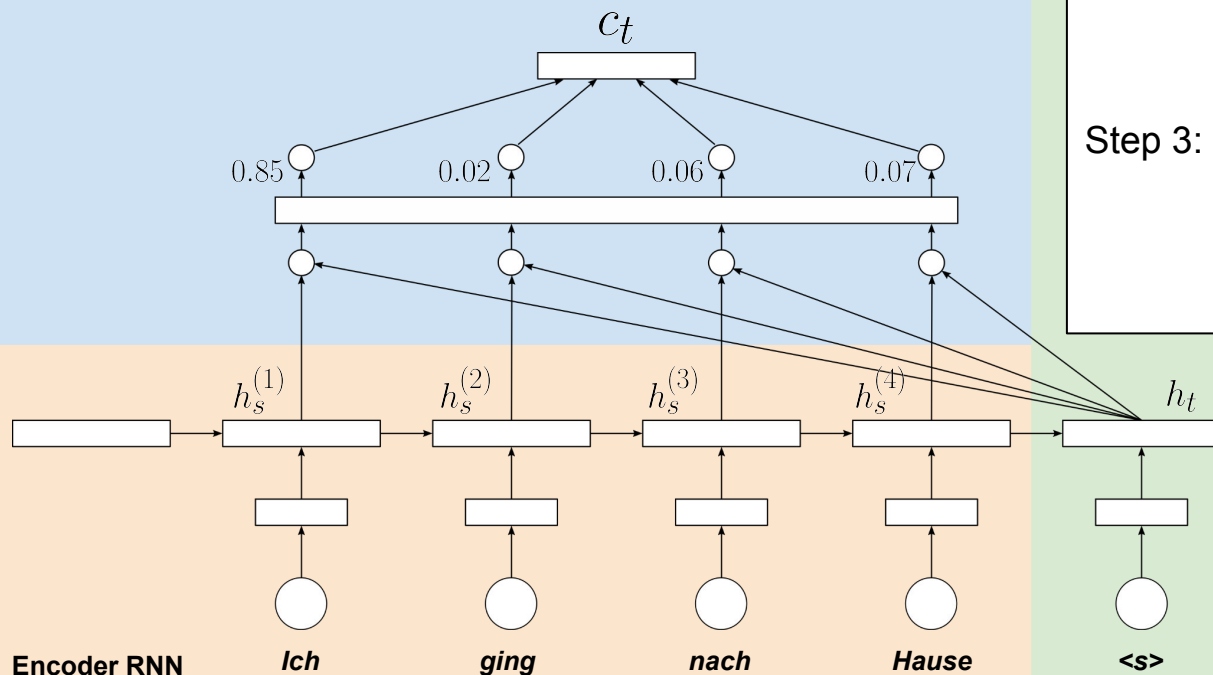 c_t
Step 3:
0.85 0.02 0.06 0.07
h_s^{(1)} h_s^{(2)} h_s^{(3)} h_s^{(4)} h_t
Encoder RNN Ich ging nach Hause <s>